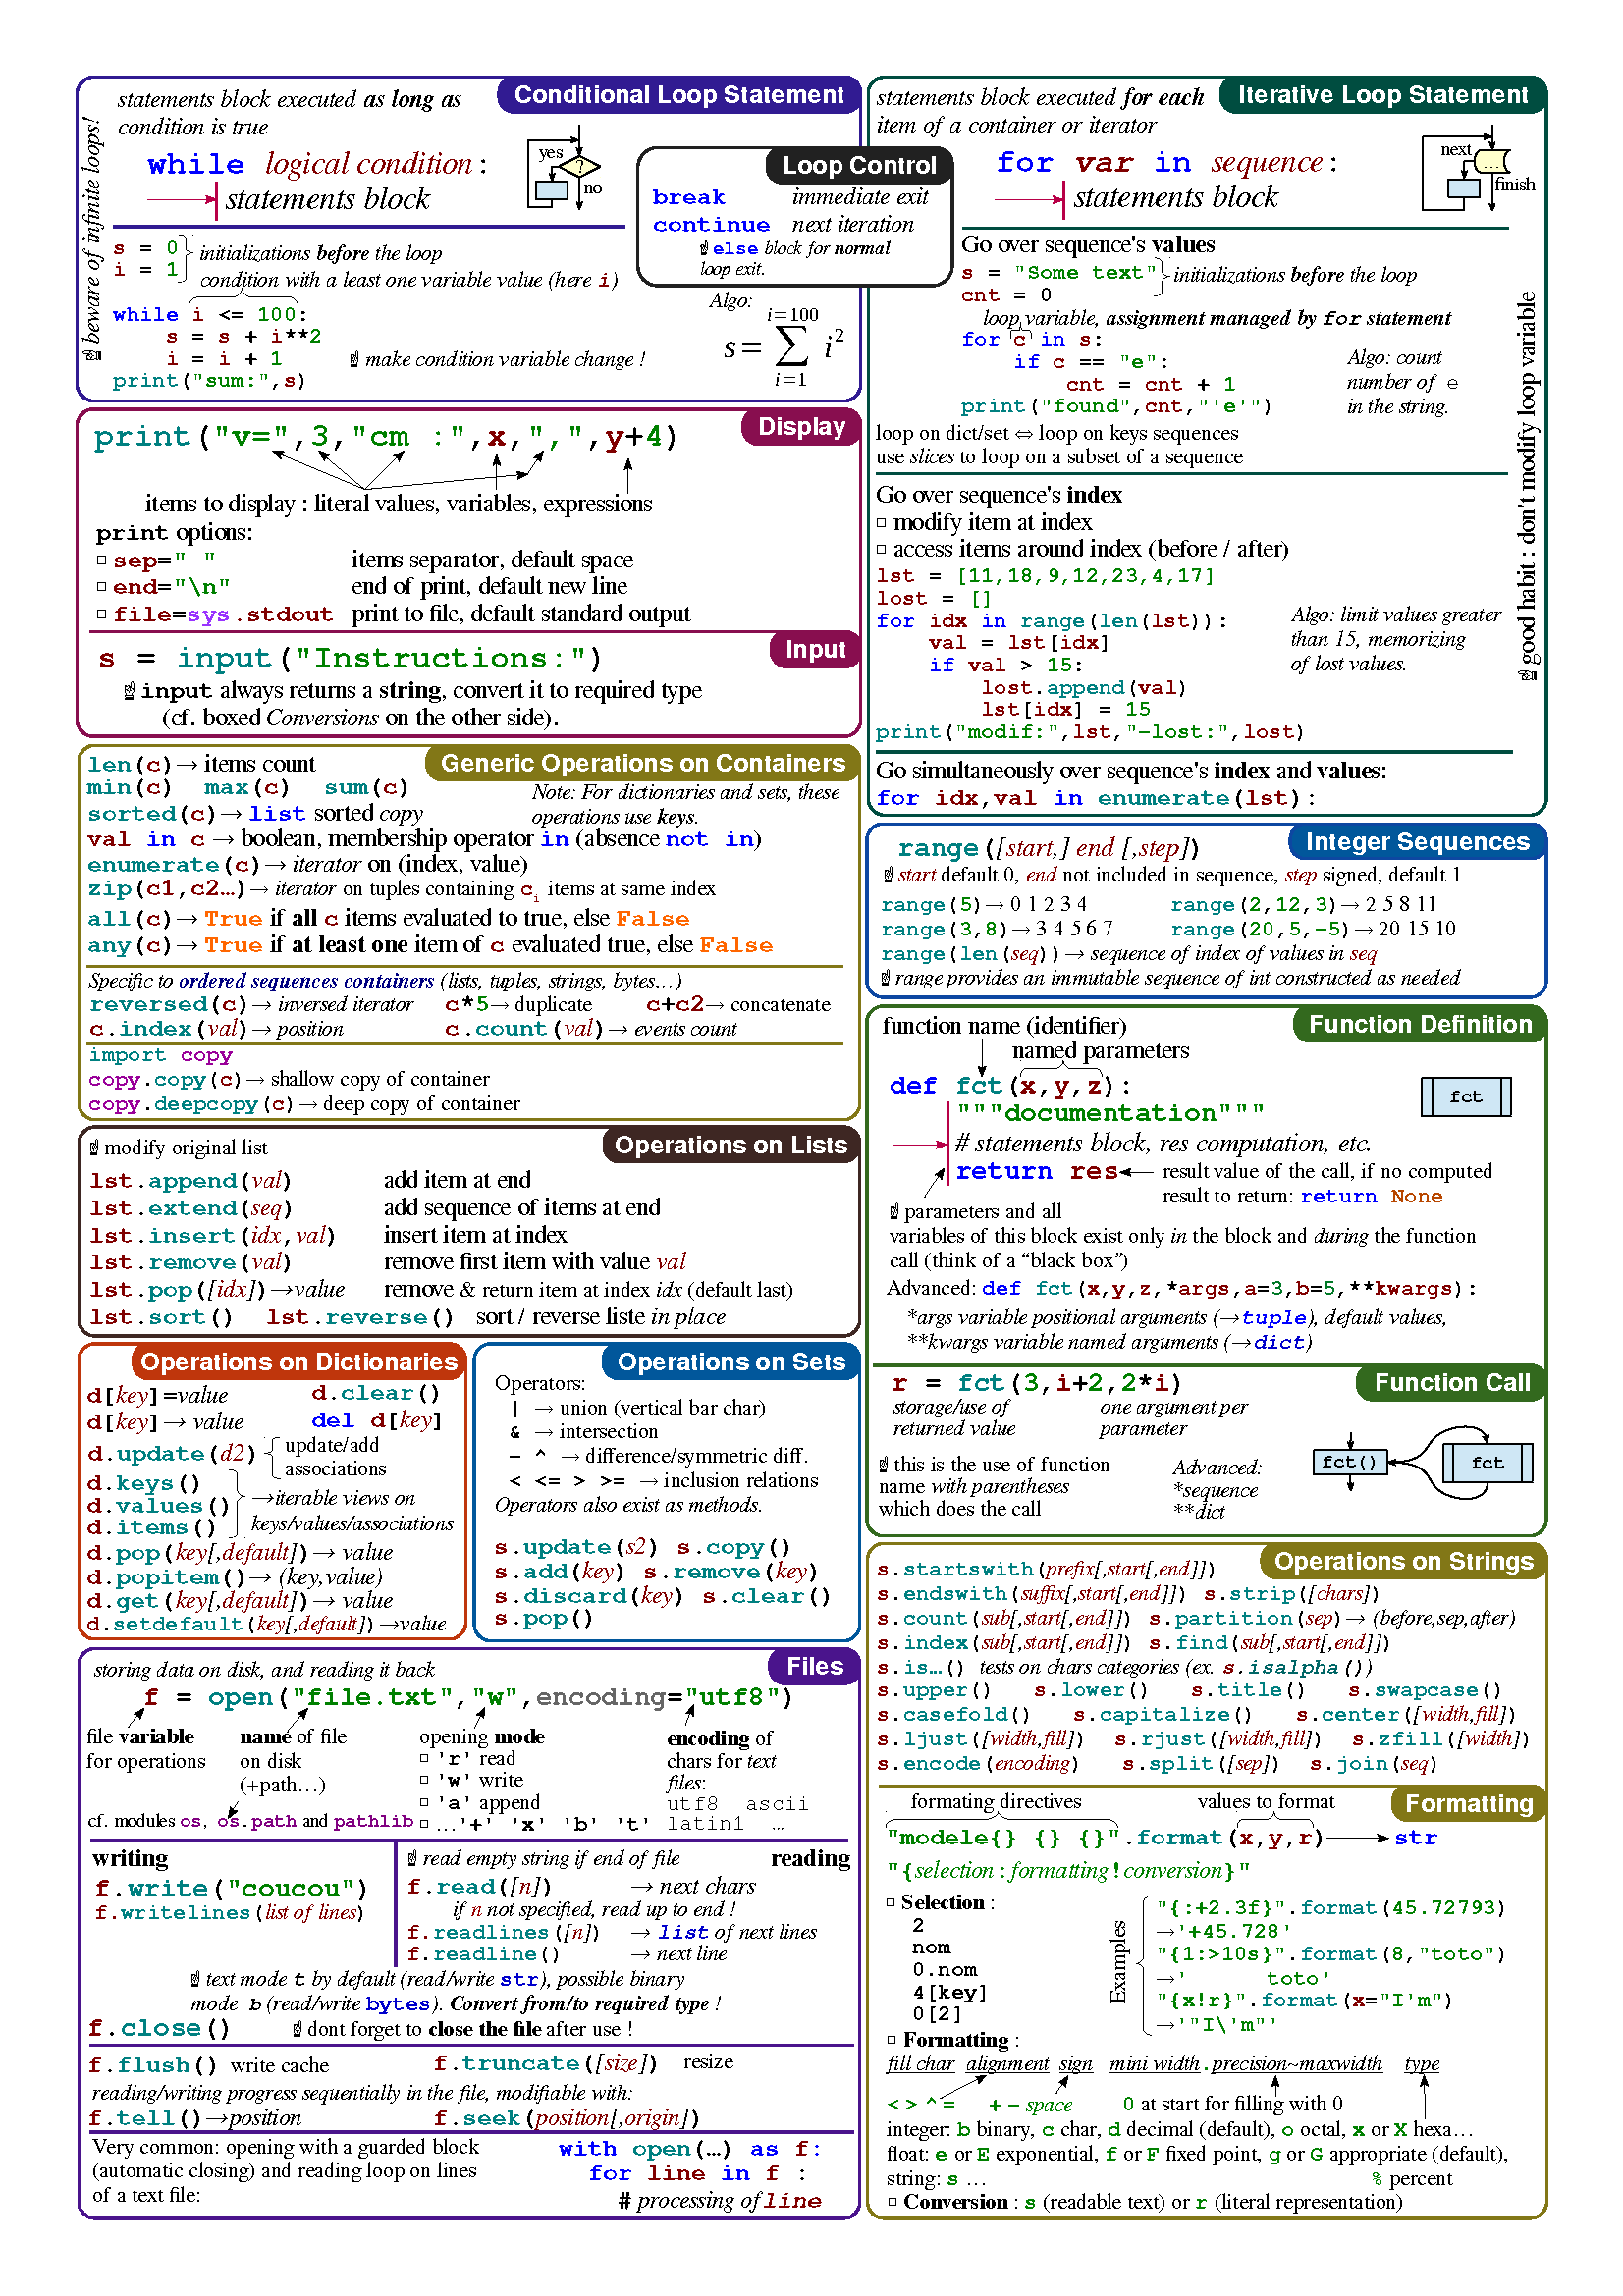 Conditional Loop Statement
statements block executed as long as
condition is true
while logical condition:
statements block
yes
?
no
☝ beware of infinite loops!
s = 0
i = 1
initializations before the loop
condition with a least one variable value (here i)
while i <= 100:
s = s + i**2
i = i + 1
print("sum:",s)
☝ make condition variable change !
Algo:
i=100
s= ∑ i²
i=1
Loop Control
break immediate exit
continue next iteration
☝ else block for normal
loop exit.
Display
print("v=",3,"cm :",x,",",y+4)
items to display : literal values, variables, expressions
print options:
□ sep=" " items separator, default space
□ end="\n" end of print, default new line
□ file=sys.stdout print to file, default standard output
Input
s = input("Instructions:")
☝ input always returns a string, convert it to required type
(cf. boxed Conversions on the other side).
Generic Operations on Containers
len(c)→ items count
min(c) max(c) sum(c)
sorted(c)→ list sorted copy
Note: For dictionaries and sets, these
operations use keys.
val in c → boolean, membership operator in (absence not in)
enumerate(c)→ iterator on (index, value)
zip(c1,c2…)→ iterator on tuples containing ci items at same index
all(c)→ True if all c items evaluated to true, else False
any(c)→ True if at least one item of c evaluated true, else False
Specific to ordered sequences containers (lists, tuples, strings, bytes…)
reversed(c)→ inversed iterator c*5→ duplicate c+c2→ concatenate
c.index(val)→ position c.count(val)→ events count
import copy
copy.copy(c)→ shallow copy of container
copy.deepcopy(c)→ deep copy of container
Operations on Lists
☝ modify original list
lst.append(val) add item at end
lst.extend(seq) add sequence of items at end
lst.insert(idx,val) insert item at index
lst.remove(val) remove first item with value val
lst.pop([idx])→value remove & return item at index idx (default last)
lst.sort() lst.reverse() sort / reverse liste in place
Operations on Dictionaries
d[key]=value d.clear()
d[key]→ value del d[key]
d.update(d2) update/add
associations
d.keys()
d.values()
d.items()
→iterable views on
keys/values/associations
d.pop(key[,default])→ value
d.popitem()→ (key,value)
d.get(key[,default])→ value
d.setdefault(key[,default])→value
Operations on Sets
Operators:
| → union (vertical bar char)
& → intersection
- ^ → difference/symmetric diff.
< <= > >= → inclusion relations
Operators also exist as methods.
s.update(s2) s.copy()
s.add(key) s.remove(key)
s.discard(key) s.clear()
s.pop()
Files
storing data on disk, and reading it back
f = open("file.txt","w",encoding="utf8")
file variable
for operations
name of file
on disk
(+path…)
opening mode
□ 'r' read
□ 'w' write
□ 'a' append
□ …'+' 'x' 'b' 't'
encoding of
chars for text
files:
utf8 ascii
latin1 …
cf. modules os, os.path and pathlib
writing
f.write("coucou")
f.writelines(list of lines)
reading
☝ read empty string if end of file
f.read([n]) → next chars
if n not specified, read up to end !
f.readlines([n]) → list of next lines
f.readline() → next line
☝ text mode t by default (read/write str), possible binary
mode b (read/write bytes). Convert from/to required type !
f.close() ☝ dont forget to close the file after use !
f.flush() write cache f.truncate([size]) resize
reading/writing progress sequentially in the file, modifiable with:
f.tell()→position f.seek(position[,origin])
Very common: opening with a guarded block
(automatic closing) and reading loop on lines
of a text file:
with open(…) as f:
for line in f :
# processing of line
Iterative Loop Statement
statements block executed for each
item of a container or iterator
for var in sequence:
statements block
next
…
finish
Go over sequence's values
s = "Some text"
cnt = 0
initializations before the loop
loop variable, assignment managed by for statement
for c in s:
if c == "e":
cnt = cnt + 1
print("found",cnt,"'e'")
Algo: count
number of e
in the string.
loop on dict/set ⇔ loop on keys sequences
use slices to loop on a subset of a sequence
Go over sequence's index
□ modify item at index
□ access items around index (before / after)
lst = [11,18,9,12,23,4,17]
lost = []
for idx in range(len(lst)):
val = lst[idx]
if val > 15:
lost.append(val)
lst[idx] = 15
print("modif:",lst,"-lost:",lost)
Algo: limit values greater
than 15, memorizing
of lost values.
☝ good habit : don't modify loop variable
Go simultaneously over sequence's index and values:
for idx,val in enumerate(lst):
Integer Sequences
range([start,] end [,step])
☝ start default 0, end not included in sequence, step signed, default 1
range(5)→ 0 1 2 3 4 range(2,12,3)→ 2 5 8 11
range(3,8)→ 3 4 5 6 7 range(20,5,-5)→ 20 15 10
range(len(seq))→ sequence of index of values in seq
☝ range provides an immutable sequence of int constructed as needed
Function Definition
function name (identifier)
named parameters
def fct(x,y,z):
"""documentation"""
# statements block, res computation, etc.
return res
result value of the call, if no computed
result to return: return None
fct
☝ parameters and all
variables of this block exist only in the block and during the function
call (think of a “black box”)
Advanced: def fct(x,y,z,*args,a=3,b=5,**kwargs):
*args variable positional arguments (→tuple), default values,
**kwargs variable named arguments (→dict)
Function Call
r = fct(3,i+2,2*i)
storage/use of
returned value
one argument per
parameter
☝ this is the use of function
name with parentheses
which does the call
Advanced:
*sequence
**dict
fct()
fct
Operations on Strings
s.startswith(prefix[,start[,end]])
s.endswith(suffix[,start[,end]]) s.strip([chars])
s.count(sub[,start[,end]]) s.partition(sep)→ (before,sep,after)
s.index(sub[,start[,end]]) s.find(sub[,start[,end]])
s.is…() tests on chars categories (ex. s.isalpha())
s.upper() s.lower() s.title() s.swapcase()
s.casefold() s.capitalize() s.center([width,fill])
s.ljust([width,fill]) s.rjust([width,fill]) s.zfill([width])
s.encode(encoding) s.split([sep]) s.join(seq)
Formatting
formating directives values to format
"modele{} {} {}".format(x,y,r) str
"{selection:formatting!conversion}"
□ Selection :
2
nom
0.nom
4[key]
0[2]
Examples
"{:+2.3f}".format(45.72793)
→'+45.728'
"{1:>10s}".format(8,"toto")
→'      toto'
"{x!r}".format(x="I'm")
→'"I\'m"'
□ Formatting :
fill char alignment sign mini width.precision~maxwidth type
< > ^ = + - space 0 at start for filling with 0
integer: b binary, c char, d decimal (default), o octal, x or X hexa…
float: e or E exponential, f or F fixed point, g or G appropriate (default),
string: s … % percent
□ Conversion : s (readable text) or r (literal representation)